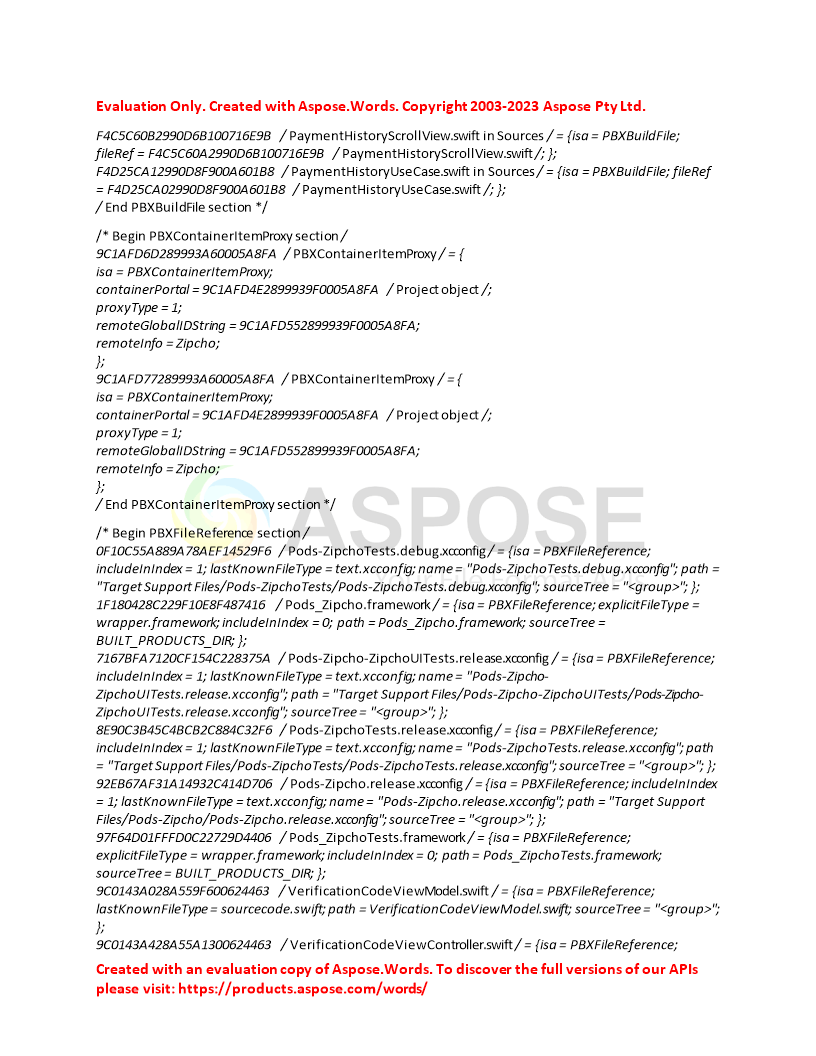 Evaluation Only. Created with Aspose.Words. Copyright 2003-2023 Aspose Pty Ltd.
F4C5C60B2990D6B100716E9B / PaymentHistoryScrollView.swift in Sources / = {isa = PBXBuildFile;
fileRef = F4C5C60A2990D6B100716E9B / PaymentHistoryScrollView.swift /; };
F4D25CA12990D8F900A601B8 / PaymentHistoryUseCase.swift in Sources / = {isa = PBXBuildFile; fileRef
= F4D25CA02990D8F900A601B8 / PaymentHistoryUseCase.swift /; };
/ End PBXBuildFile section */
/* Begin PBXContainerItemProxy section /
9C1AFD6D289993A60005A8FA / PBXContainerItemProxy / = {
isa = PBXContainerItemProxy;
containerPortal = 9C1AFD4E2899939F0005A8FA / Project object /;
proxyType = 1;
remoteGlobalIDString = 9C1AFD552899939F0005A8FA;
remoteInfo = Zipcho;
};
9C1AFD77289993A60005A8FA / PBXContainerItemProxy / = {
isa = PBXContainerItemProxy;
containerPortal = 9C1AFD4E2899939F0005A8FA / Project object /;
proxyType = 1;
remoteGlobalIDString = 9C1AFD552899939F0005A8FA;
remoteInfo = Zipcho;
};
/ End PBXContainerItemProxy section */
ASPOSE
Your File Format APIs
/* Begin PBXFileReference section /
0F10C55A889A78AEF14529F6 / Pods-ZipchoTests.debug.xcconfig / = {isa = PBXFileReference;
includeInIndex = 1; lastKnownFileType = text.xcconfig; name = "Pods-ZipchoTests.debug.xcconfig"; path =
"Target Support Files/Pods-ZipchoTests/Pods-ZipchoTests.debug.xcconfig"; sourceTree = "<group>"; };
1F180428C229F10E8F487416 / Pods_Zipcho.framework / = {isa = PBXFileReference; explicitFileType =
wrapper.framework; includeInIndex = 0; path = Pods_Zipcho.framework; sourceTree =
BUILT_PRODUCTS_DIR; };
7167BFA7120CF154C228375A / Pods-Zipcho-ZipchoUITests.release.xcconfig / = {isa = PBXFileReference;
includeInIndex = 1; lastKnownFileType = text.xcconfig; name = "Pods-Zipcho-
ZipchoUITests.release.xcconfig"; path = "Target Support Files/Pods-Zipcho-ZipchoUITests/Pods-Zipcho-
ZipchoUITests.release.xcconfig"; sourceTree = "<group>"; };
8E90C3B45C4BCB2C884C32F6 / Pods-ZipchoTests.release.xcconfig / = {isa = PBXFileReference;
includeInIndex = 1; lastKnownFileType = text.xcconfig; name = "Pods-ZipchoTests.release.xcconfig"; path
= "Target Support Files/Pods-ZipchoTests/Pods-ZipchoTests.release.xcconfig"; sourceTree = "<group>"; };
92EB67AF31A14932C414D706 / Pods-Zipcho.release.xcconfig / = {isa = PBXFileReference; includeInIndex
= 1; lastKnownFileType = text.xcconfig; name = "Pods-Zipcho.release.xcconfig"; path = "Target Support
Files/Pods-Zipcho/Pods-Zipcho.release.xcconfig"; sourceTree = "<group>"; };
97F64D01FFFD0C22729D4406 / Pods_ZipchoTests.framework / = {isa = PBXFileReference;
explicitFileType = wrapper.framework; includeInIndex = 0; path = Pods_ZipchoTests.framework;
sourceTree = BUILT_PRODUCTS_DIR; };
9C0143A028A559F600624463 / VerificationCodeViewModel.swift / = {isa = PBXFileReference;
lastKnownFileType = sourcecode.swift; path = VerificationCodeViewModel.swift; sourceTree = "<group>";
};
9C0143A428A55A1300624463 / VerificationCodeViewController.swift / = {isa = PBXFileReference;
Created with an evaluation copy of Aspose.Words. To discover the full versions of our APIs
please visit: https://products.aspose.com/words/